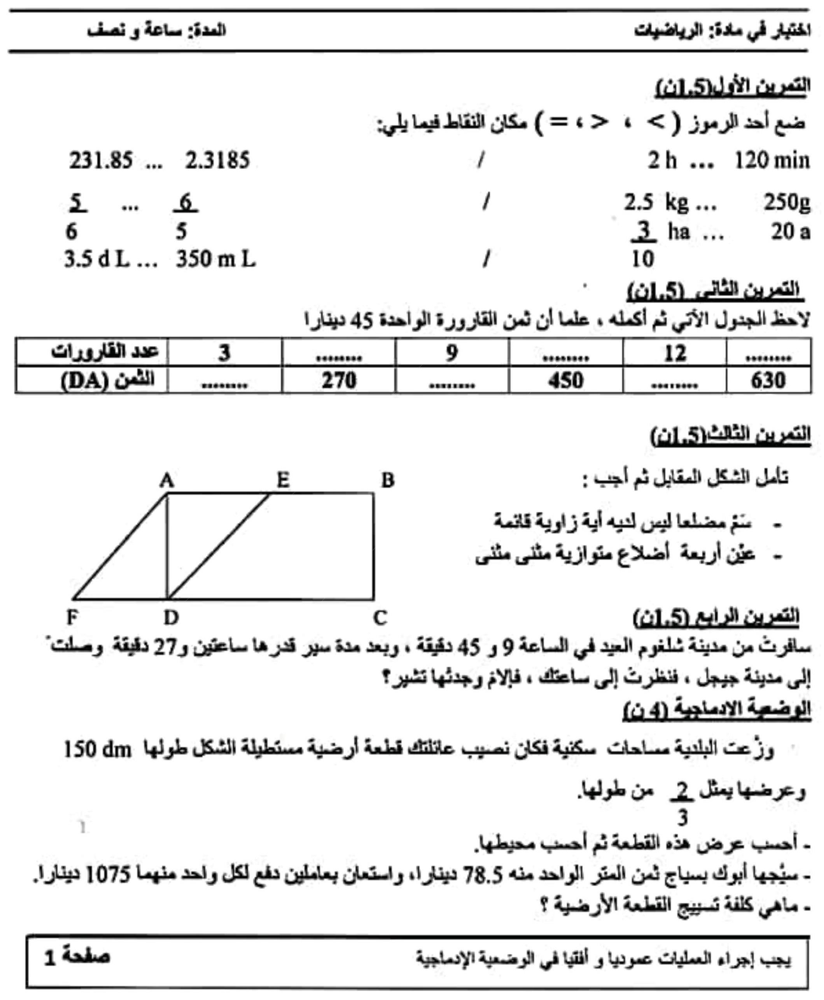 اختبار في مادة: الرياضيات المدة: ساعة و نصف
التمرين الأول(1.5ن)
ضع أحد الرموز ( > ، < ، = ) مكان النقاط فيما يلي:
2 h ... 120 min / 231.85 ... 2.3185
2.5 kg ... 250g / 5/6 ... 6/5
3/10 ha ... 20 a / 3.5 d L ... 350 m L
التمرين الثاني (1.5ن)
لاحظ الجدول الآتي ثم أكمله ، علما أن ثمن القارورة الواحدة 45 دينارا
عدد القارورات 3 ........ 9 ........ 12 ........
الثمن (DA) ........ 270 ........ 450 ........ 630
التمرين الثالث(1.5ن)
تأمل الشكل المقابل ثم أجب :
- سَمّ مضلعا ليس لديه أية زاوية قائمة
- عيّن أربعة أضلاع متوازية مثنى مثنى
A E B
F D C
التمرين الرابع (1.5ن)
سافرتَ من مدينة شلغوم العيد في الساعة 9 و 45 دقيقة ، وبعد مدة سير قدرها ساعتين و27 دقيقة وصلتَ
إلى مدينة جيجل ، فنظرتَ إلى ساعتك ، فإلامَ وجدتها تشير؟
الوضعية الادماجية (4 ن)
وزّعت البلدية مساحات سكنية فكان نصيب عائلتك قطعة أرضية مستطيلة الشكل طولها 150 dm
وعرضها يمثل 2/3 من طولها.
- أحسب عرض هذه القطعة ثم أحسب محيطها.
- سيّجها أبوك بسياج ثمن المتر الواحد منه 78.5 دينارا، واستعان بعاملين دفع لكل واحد منهما 1075 دينارا.
- ماهي كلفة تسييج القطعة الأرضية ؟
يجب إجراء العمليات عموديا و أفقيا في الوضعية الإدماجية صفحة 1